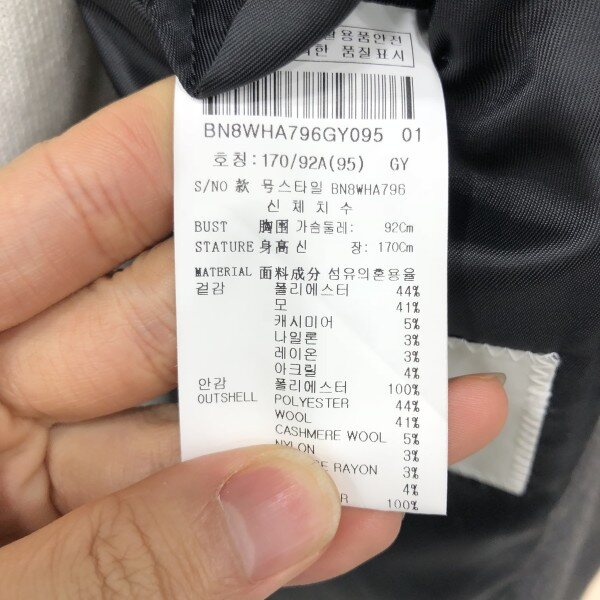 용품안전
한 품질표시
BN8WHA796GY095 01
호칭:170/92A(95) GY
S/NO 款 号스타일 BN8WHA796
신체치수
BUST 胸围 가슴둘레: 92Cm
STATURE 身高 신 장: 170Cm
MATERIAL 面料成分 섬유의혼용율
겉감 폴리에스터 44%
모 41%
캐시미어 5%
나일론 3%
레이온 3%
아크릴 4%
안감 폴리에스터 100%
OUTSHELL POLYESTER 44%
WOOL 41%
CASHMERE WOOL 5%
NYLON 3%
RAYON 3%
4%
100%